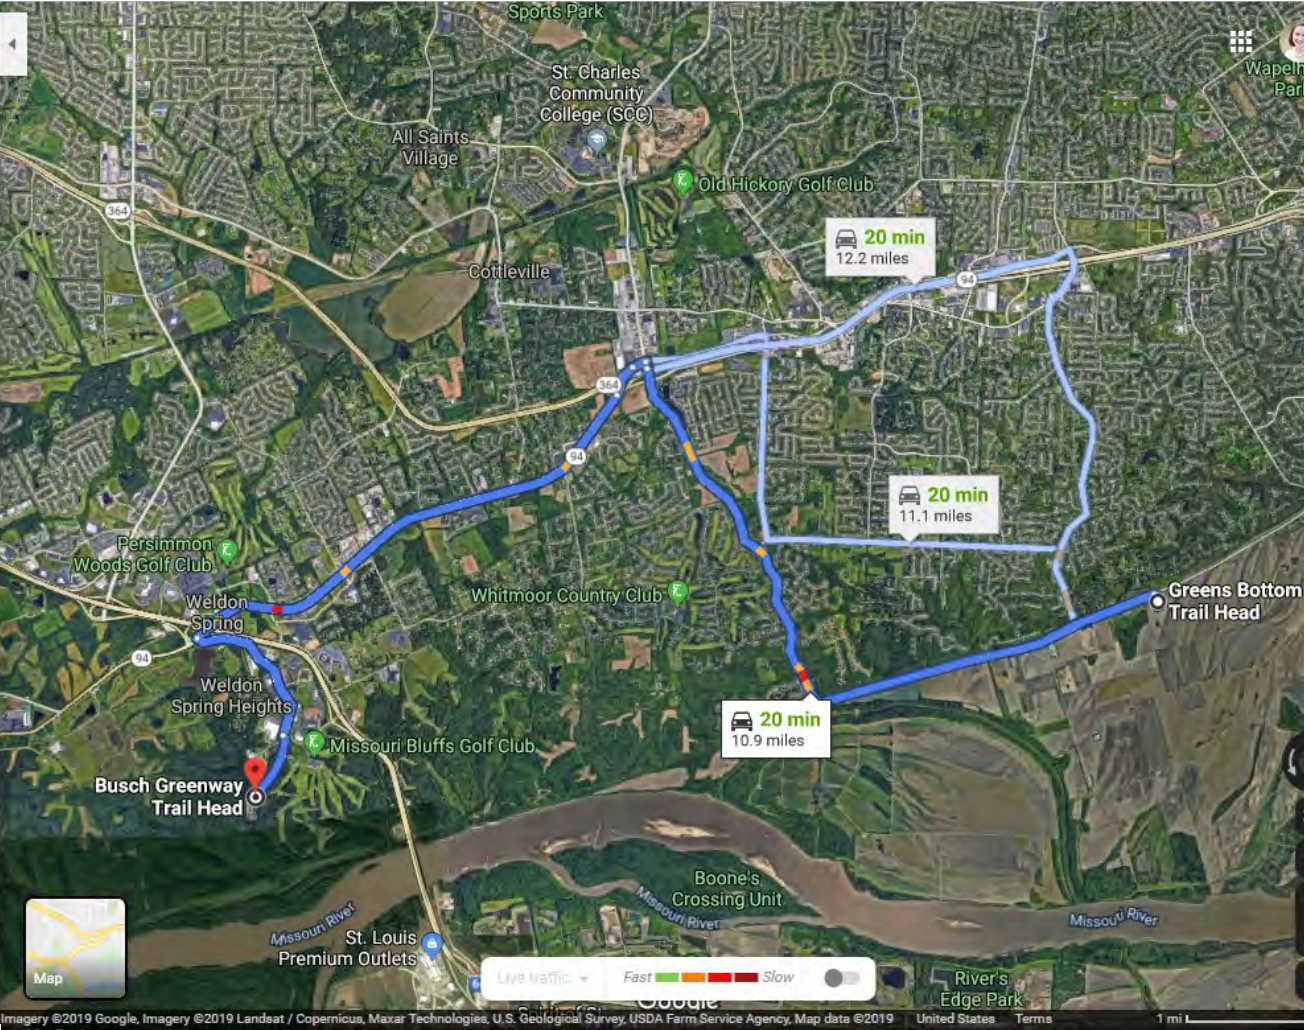 Sports Park
St. Charles
Community
College (SCC)
Wapelh
Par
All Saints
Village
Old Hickory Golf Club
364
20 min
12.2 miles
Cottleville
94
364
94
20 min
11.1 miles
Persimmon
Woods Golf Club
Whitmoor Country Club
Greens Bottom
Trail Head
Weldon
Spring
94
Weldon
Spring Heights
20 min
10.9 miles
Missouri Bluffs Golf Club
Busch Greenway
Trail Head
Boone's
Crossing Unit
Missouri River
Missouri River
Missouri River
St. Louis
Premium Outlets
Map
Live traffic
Fast
Slow
River's
Edge Park
Google
Imagery ©2019 Google, Imagery ©2019 Landsat / Copernicus, Maxar Technologies, U.S. Geological Survey, USDA Farm Service Agency, Map data ©2019 United States Terms 1 mi